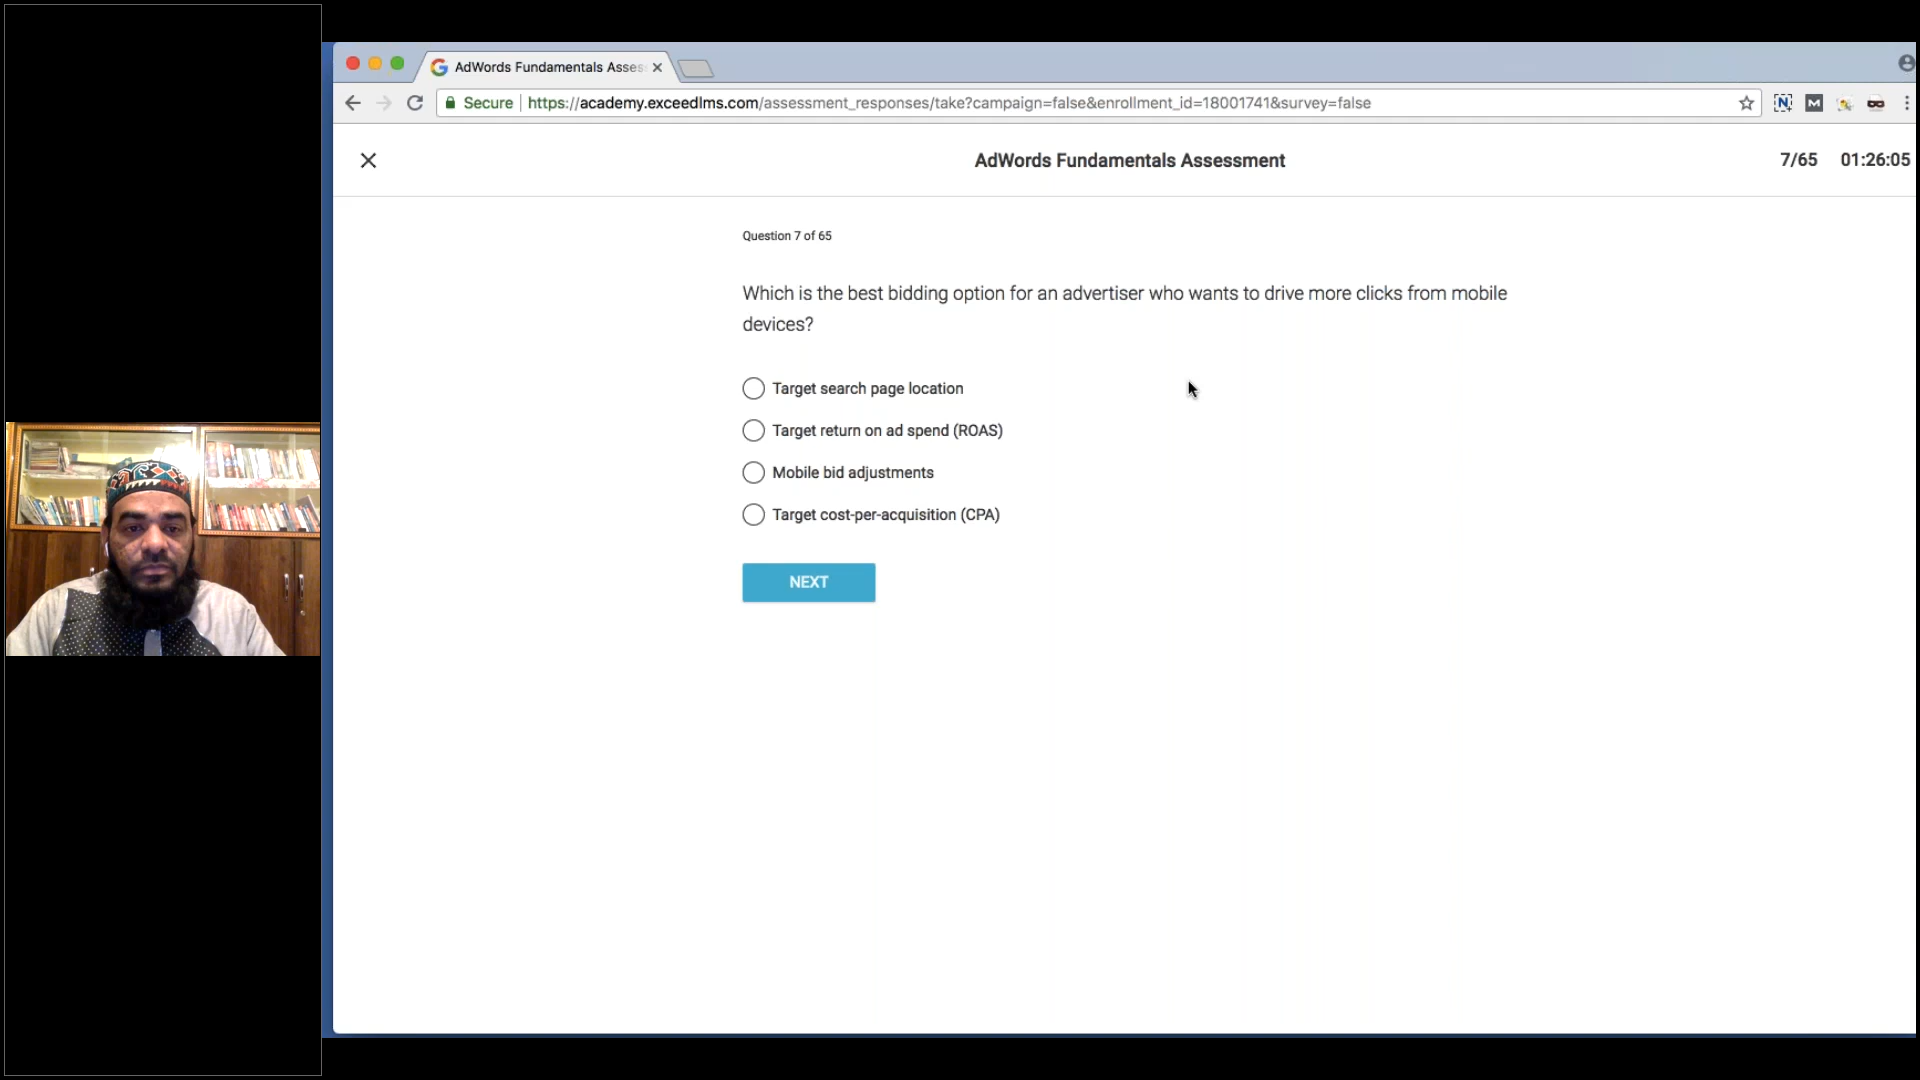 AdWords Fundamentals Asses
Secure https://academy.exceedlms.com/assessment_responses/take?campaign=false&enrollment_id=18001741&survey=false
AdWords Fundamentals Assessment
7/65 01:26:05
Question 7 of 65
Which is the best bidding option for an advertiser who wants to drive more clicks from mobile
devices?
Target search page location
Target return on ad spend (ROAS)
Mobile bid adjustments
Target cost-per-acquisition (CPA)
NEXT